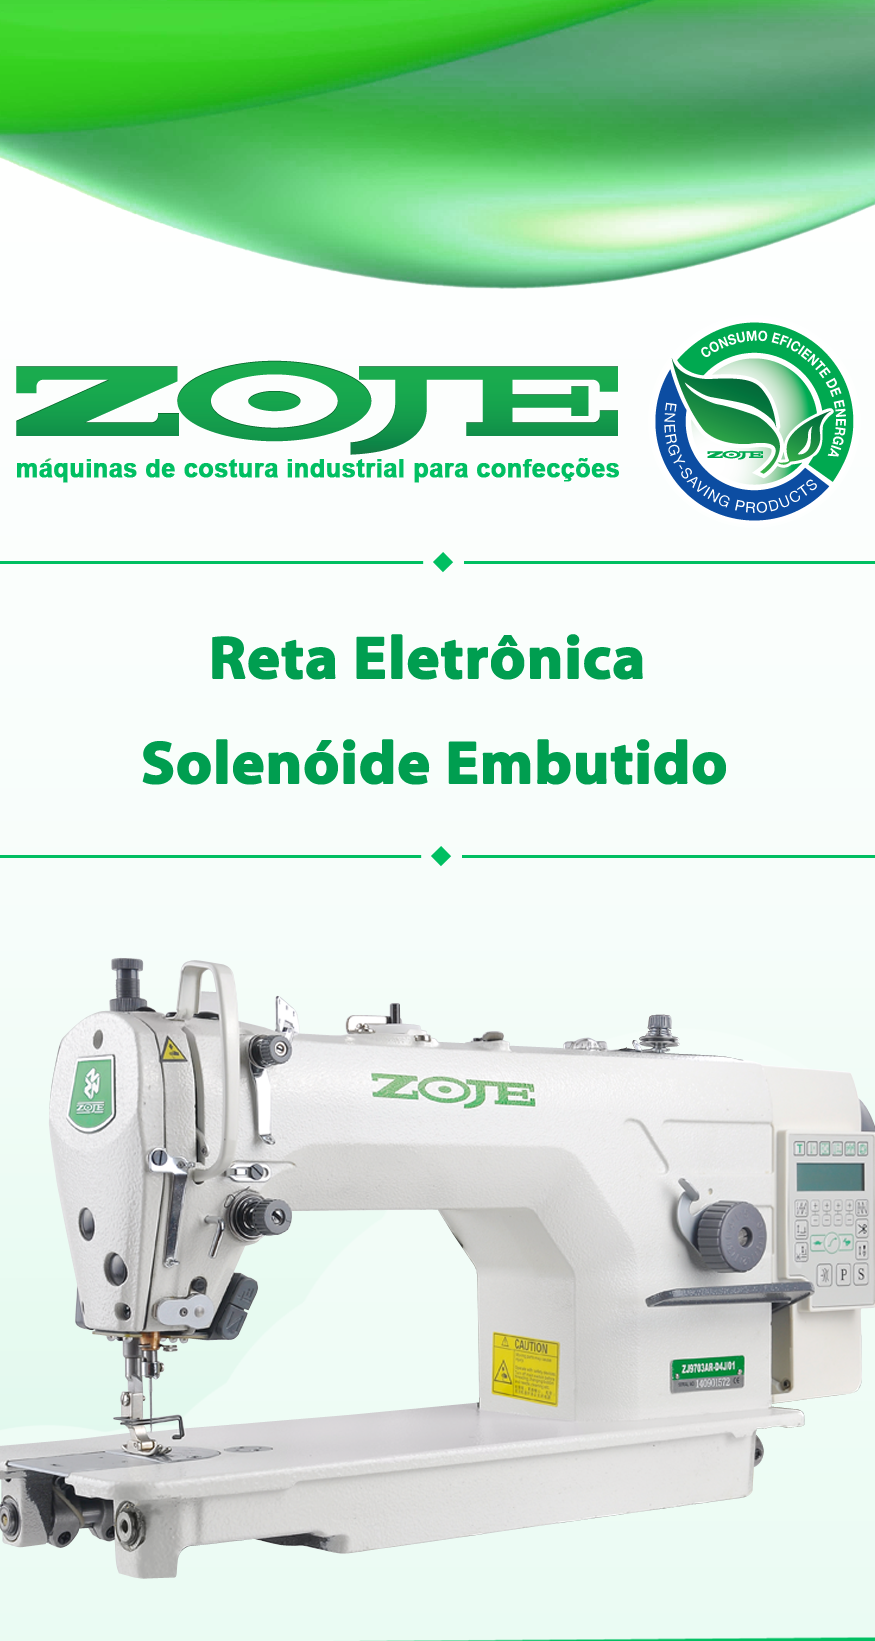 ZOJE
máquinas de costura industrial para confecções
CONSUMO EFICIENTE DE ENERGIA
ZOJE
ENERGY-SAVING PRODUCTS
Reta Eletrônica
Solenóide Embutido
ZOJE
ZOJE
CAUTION
ZJ9703AR-D4J/01
P S